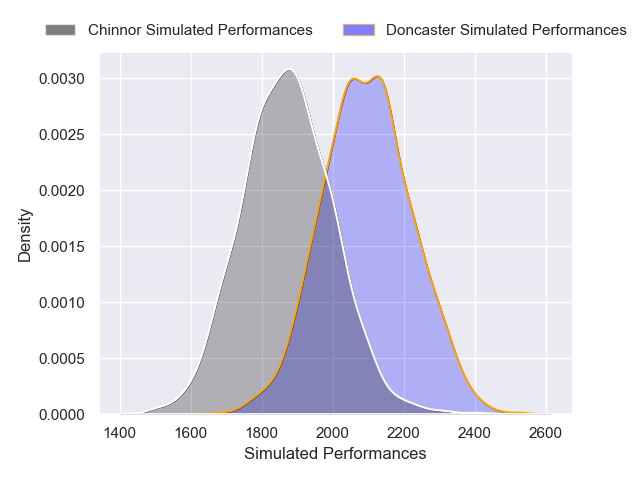 Chinnor Simulated Performances Doncaster Simulated Performances
0.0030
0.0025
0.0020
0.0015
0.0010
0.0005
0.0000
Density
1400 1600 1800 2000 2200 2400 2600
Simulated Performances